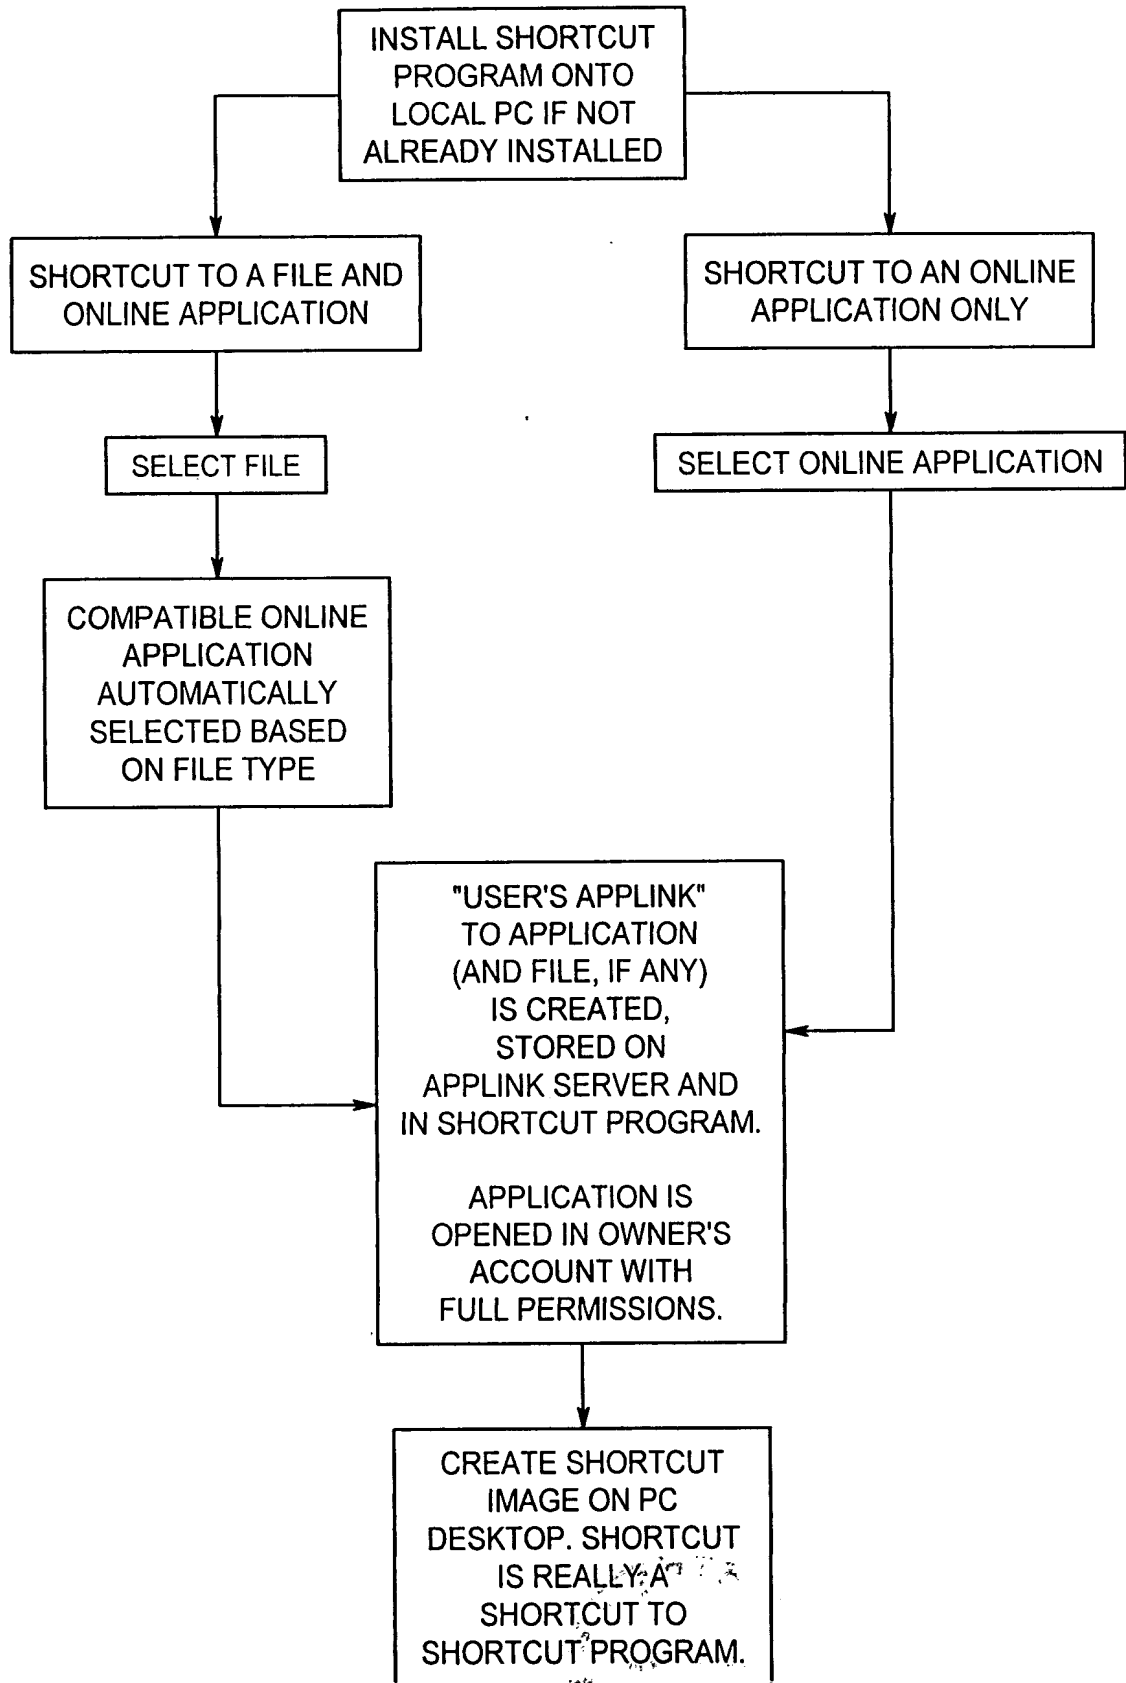 INSTALL SHORTCUT
PROGRAM ONTO
LOCAL PC IF NOT
ALREADY INSTALLED
SHORTCUT TO A FILE AND
ONLINE APPLICATION
SHORTCUT TO AN ONLINE
APPLICATION ONLY
SELECT FILE
SELECT ONLINE APPLICATION
COMPATIBLE ONLINE
APPLICATION
AUTOMATICALLY
SELECTED BASED
ON FILE TYPE
"USER'S APPLINK"
TO APPLICATION
(AND FILE, IF ANY)
IS CREATED,
STORED ON
APPLINK SERVER AND
IN SHORTCUT PROGRAM.
APPLICATION IS
OPENED IN OWNER'S
ACCOUNT WITH
FULL PERMISSIONS.
CREATE SHORTCUT
IMAGE ON PC
DESKTOP. SHORTCUT
IS REALLY A
SHORTCUT TO
SHORTCUT PROGRAM.